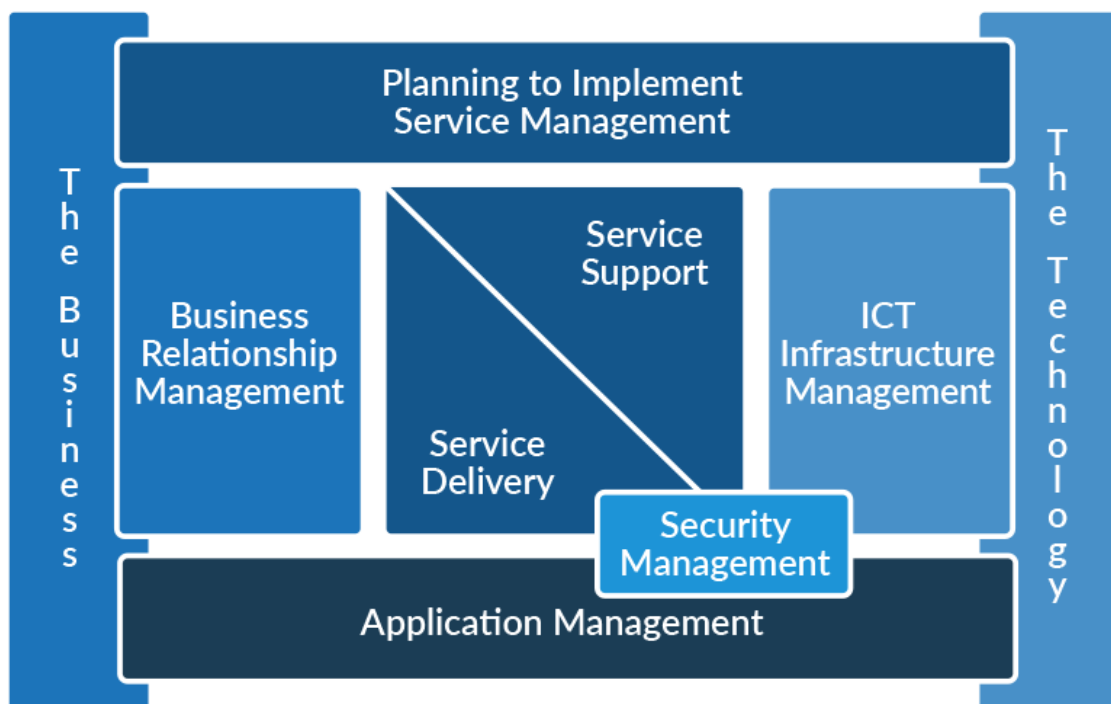 The Business
Planning to Implement
Service Management
Business
Relationship
Management
Service
Support
Service
Delivery
ICT
Infrastructure
Management
Security
Management
Application Management
The Technology